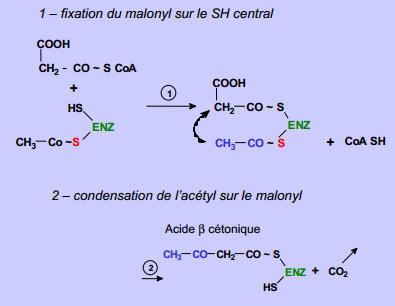 1 – fixation du malonyl sur le SH central
COOH
CH2 - CO ~ S CoA
+
HS
ENZ
CH3—Co ~S
1
COOH
CH2—CO ~ S
ENZ
CH3—CO ~ S
+ CoA SH
2 – condensation de l'acétyl sur le malonyl
Acide β cétonique
2
CH3—CO—CH2—CO ~ S
ENZ + CO2
HS